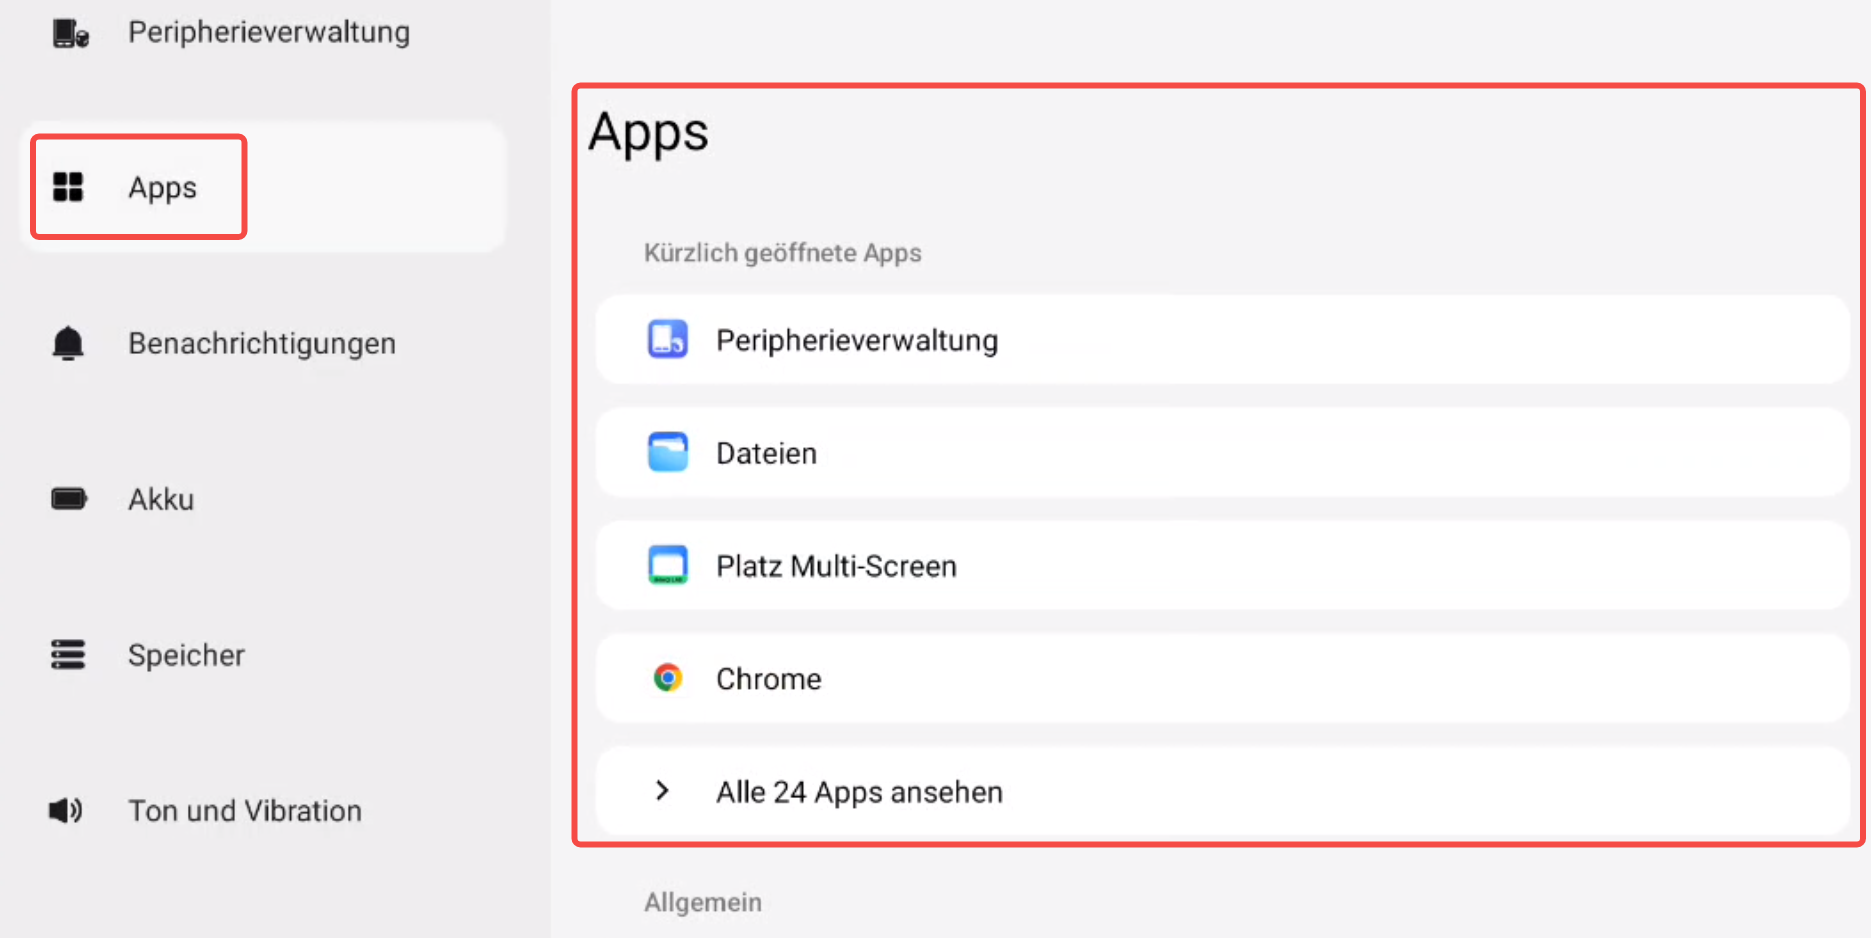 Peripherieverwaltung
Apps
Benachrichtigungen
Akku
Speicher
Ton und Vibration
Apps
Kürzlich geöffnete Apps
Peripherieverwaltung
Dateien
Platz Multi-Screen
Chrome
Alle 24 Apps ansehen
Allgemein